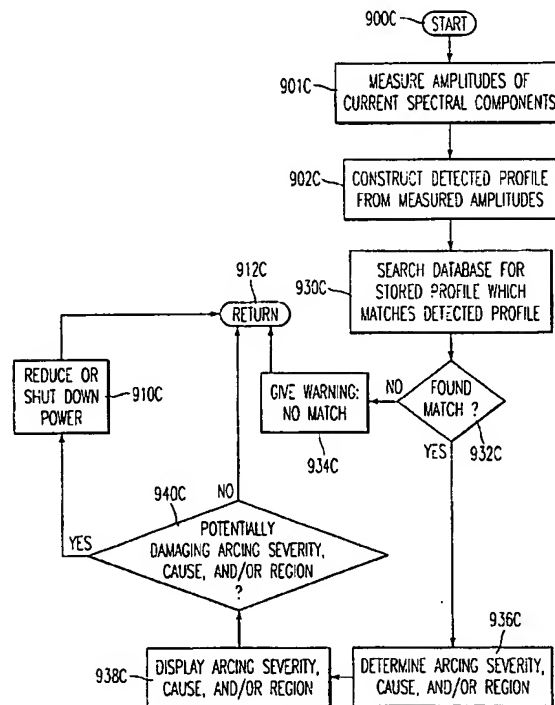 900C
START
901C
MEASURE AMPLITUDES OF
CURRENT SPECTRAL COMPONENTS
902C
CONSTRUCT DETECTED PROFILE
FROM MEASURED AMPLITUDES
930C
SEARCH DATABASE FOR
STORED PROFILE WHICH
MATCHES DETECTED PROFILE
912C
RETURN
REDUCE OR
SHUT DOWN
POWER
910C
GIVE WARNING:
NO MATCH
934C
NO
FOUND
MATCH ?
932C
YES
940C
NO
YES
POTENTIALLY
DAMAGING ARCING SEVERITY,
CAUSE, AND/OR REGION
?
936C
938C
DISPLAY ARCING SEVERITY,
CAUSE, AND/OR REGION
DETERMINE ARCING SEVERITY,
CAUSE, AND/OR REGION